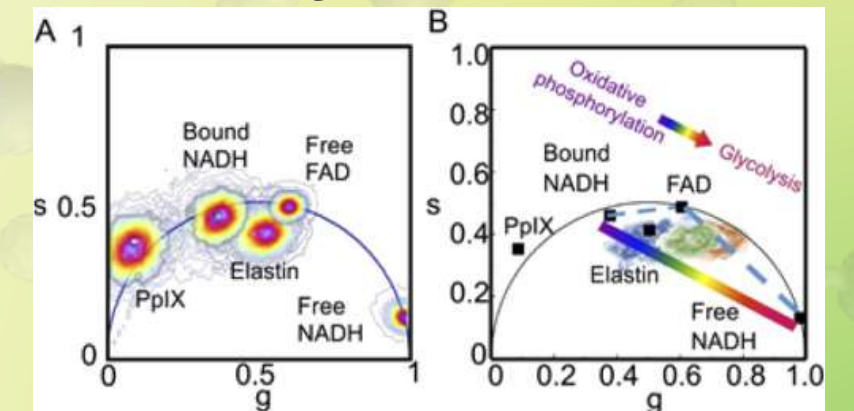 A
1
Bound
NADH
Free
FAD
s 0.5
Elastin
PpIX
Free
NADH
0
0
0.5
1
g
B
1.0
Oxidative
phosphorylation
Glycolysis
0.8
Bound
NADH
FAD
0.6
s
PpIX
0.4
Elastin
0.2
Free
NADH
0
0 0.2 0.4 0.6 0.8 1.0
g